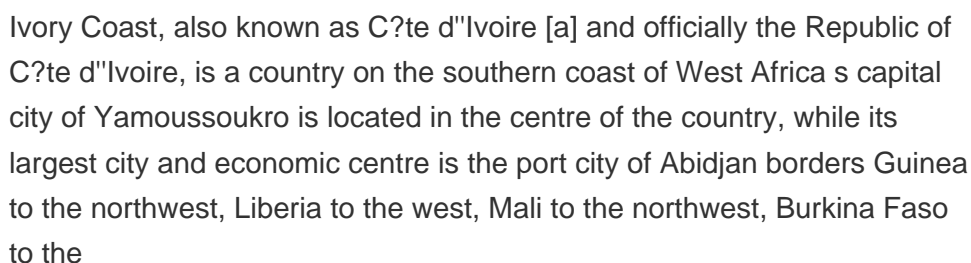 Ivory Coast, also known as C?te d"Ivoire [a] and officially the Republic of
C?te d"Ivoire, is a country on the southern coast of West Africa s capital
city of Yamoussoukro is located in the centre of the country, while its
largest city and economic centre is the port city of Abidjan borders Guinea
to the northwest, Liberia to the west, Mali to the northwest, Burkina Faso
to the